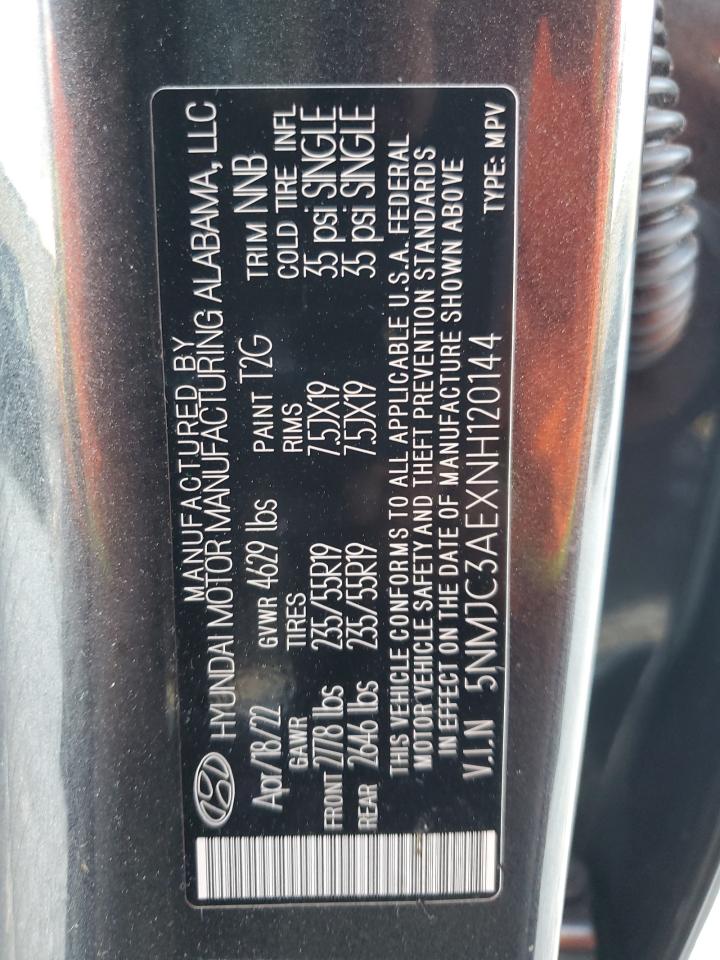 MANUFACTURED BY
HYUNDAI MOTOR MANUFACTURING ALABAMA, LLC
Apr/18/22 GVWR 4629 lbs PAINT T2G TRIM NNB
GAWR TIRES RIMS COLD TIRE INFL
FRONT 2778 lbs 235/55R19 7.5JX19 35 psi SINGLE
REAR 2646 lbs 235/55R19 7.5JX19 35 psi SINGLE
THIS VEHICLE CONFORMS TO ALL APPLICABLE U.S.A. FEDERAL
MOTOR VEHICLE SAFETY AND THEFT PREVENTION STANDARDS
IN EFFECT ON THE DATE OF MANUFACTURE SHOWN ABOVE
V.I.N 5NMJC3AEXNH120144 TYPE: MPV